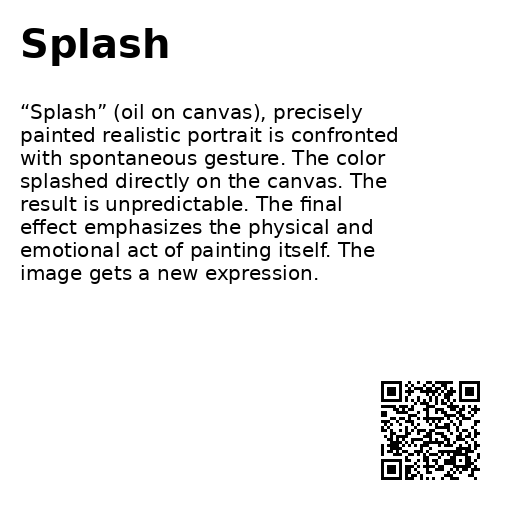 Splash
“Splash” (oil on canvas), precisely
painted realistic portrait is confronted
with spontaneous gesture. The color
splashed directly on the canvas. The
result is unpredictable. The final
effect emphasizes the physical and
emotional act of painting itself. The
image gets a new expression.